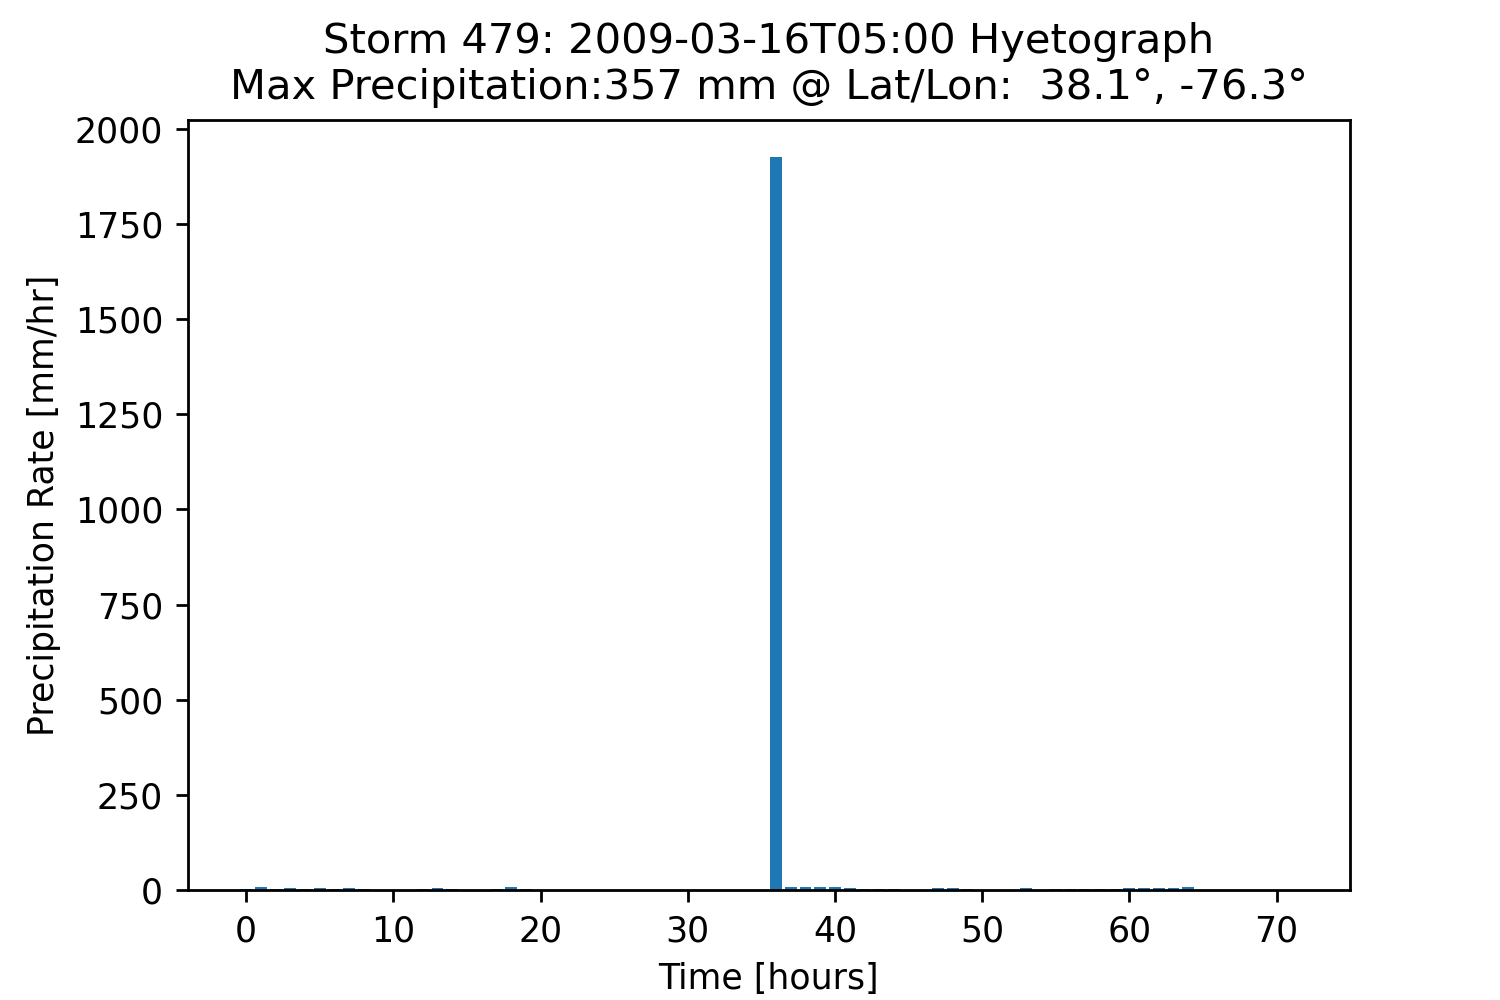 Storm 479: 2009-03-16T05:00 Hyetograph
Max Precipitation:357 mm @ Lat/Lon:  38.1°, -76.3°
Precipitation Rate [mm/hr]
2000
1750
1500
1250
1000
750
500
250
0
0 10 20 30 40 50 60 70
Time [hours]